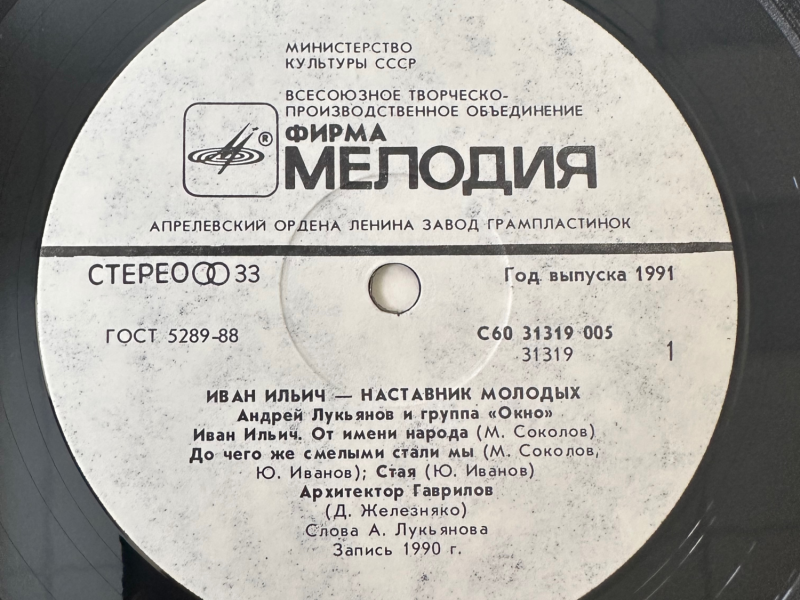 МИНИСТЕРСТВО
КУЛЬТУРЫ СССР
ВСЕСОЮЗНОЕ ТВОРЧЕСКО-
ПРОИЗВОДСТВЕННОЕ ОБЪЕДИНЕНИЕ
ФИРМА
®
МЕЛОДИЯ
АПРЕЛЕВСКИЙ ОРДЕНА ЛЕНИНА ЗАВОД ГРАМПЛАСТИНОК
СТЕРЕО 33
Год выпуска 1991
ГОСТ 5289-88
С60 31319 005
31319
1
ИВАН ИЛЬИЧ — НАСТАВНИК МОЛОДЫХ
Андрей Лукьянов и группа «Окно»
Иван Ильич. От имени народа (М. Соколов)
До чего же смелыми стали мы (М. Соколов,
Ю. Иванов); Стая (Ю. Иванов)
Архитектор Гаврилов
(Д. Железняко)
Слова А. Лукьянова
Запись 1990 г.